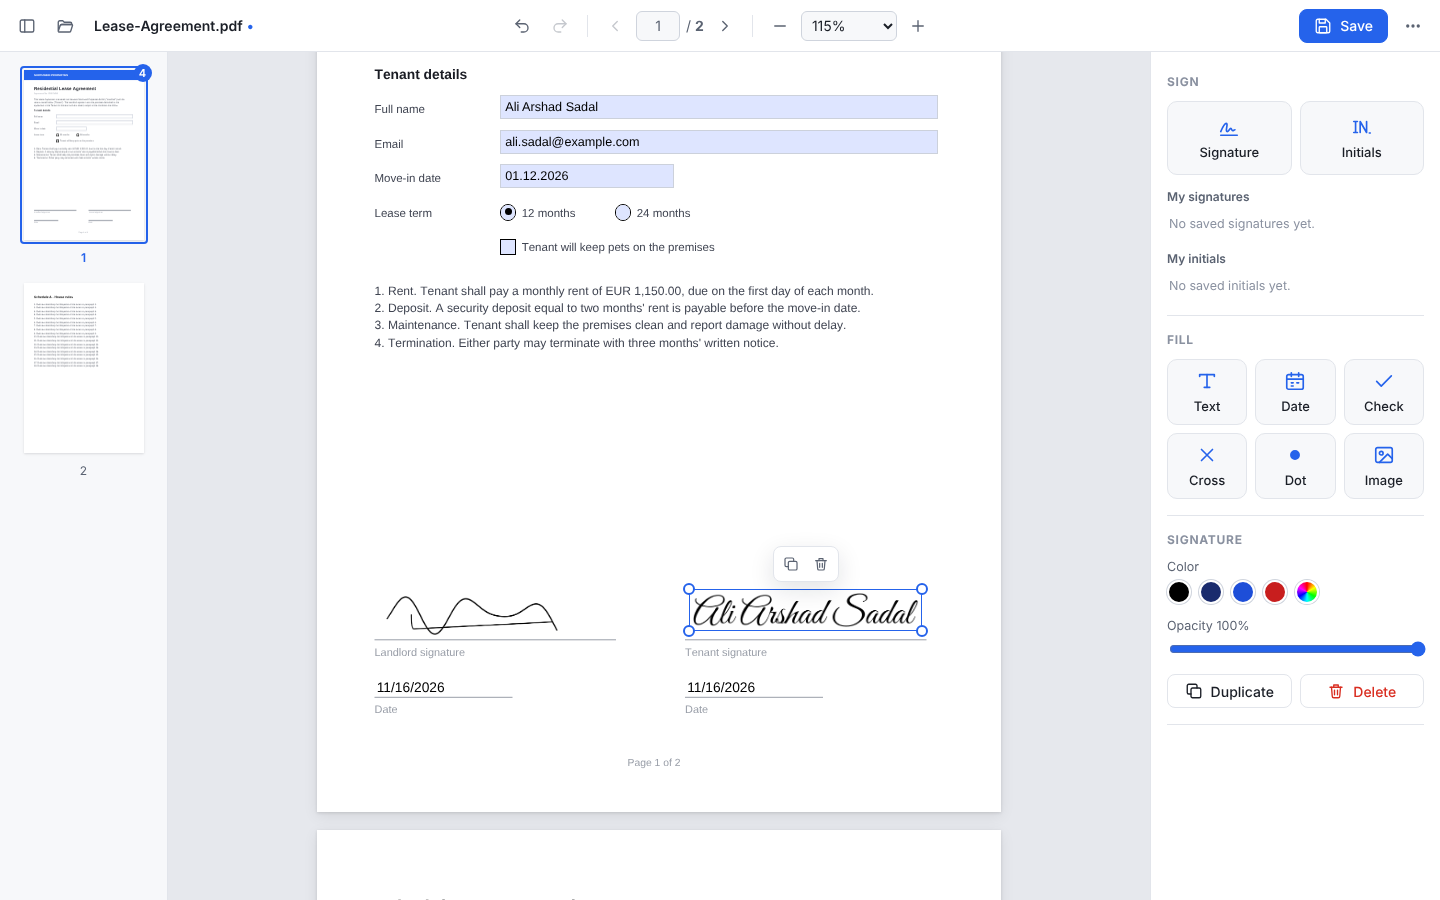 Lease-Agreement.pdf •
1 / 2
115%
Save
4
1
2
Tenant details
Full name
Ali Arshad Sadal
Email
ali.sadal@example.com
Move-in date
01.12.2026
Lease term
12 months
24 months
Tenant will keep pets on the premises
1. Rent. Tenant shall pay a monthly rent of EUR 1,150.00, due on the first day of each month.
2. Deposit. A security deposit equal to two months' rent is payable before the move-in date.
3. Maintenance. Tenant shall keep the premises clean and report damage without delay.
4. Termination. Either party may terminate with three months' written notice.
Ali Arshad Sadal
Landlord signature
Tenant signature
11/16/2026
11/16/2026
Date
Date
Page 1 of 2
SIGN
Signature
IN.
Initials
My signatures
No saved signatures yet.
My initials
No saved initials yet.
FILL
Text
Date
Check
Cross
Dot
Image
SIGNATURE
Color
Opacity 100%
Duplicate
Delete
Residential Lease Agreement